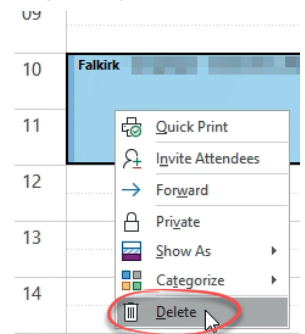 09
10
Falkirk
11
Quick Print
Invite Attendees
12
Forward
Private
13
Show As
Categorize
14
Delete